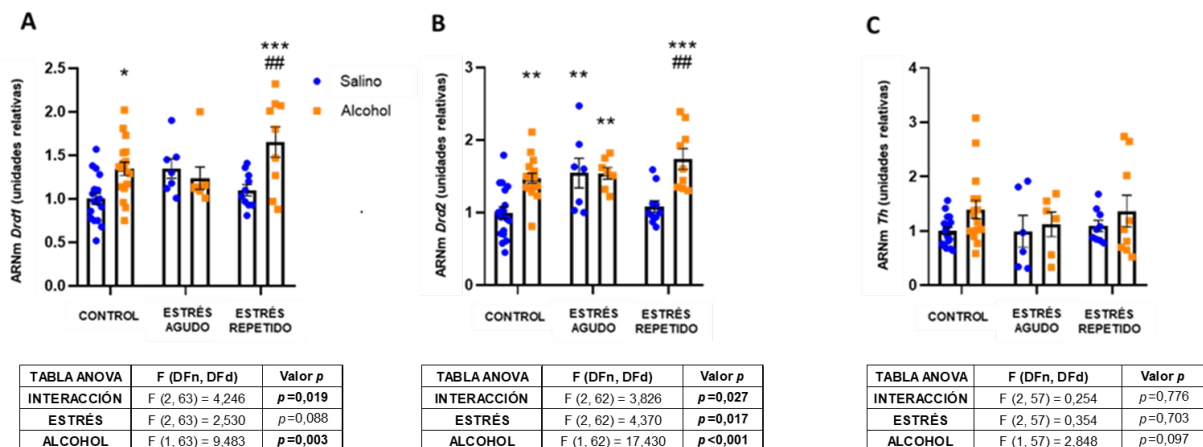 A
B
C
ARNm Drd1 (unidades relativas)
2.5
2.0
1.5
1.0
0.5
0.0
*
***
##
Salino
Alcohol
CONTROL
ESTRÉS AGUDO
ESTRÉS REPETIDO
ARNm Drd2 (unidades relativas)
3
2
1
0
**
**
**
***
##
CONTROL
ESTRÉS AGUDO
ESTRÉS REPETIDO
ARNm Th (unidades relativas)
4
3
2
1
0
CONTROL
ESTRÉS AGUDO
ESTRÉS REPETIDO
TABLA ANOVA F (DFn, DFd) Valor p
INTERACCIÓN F (2, 63) = 4,246 p=0,019
ESTRÉS F (2, 63) = 2,530 p=0,088
ALCOHOL F (1, 63) = 9,483 p=0,003
TABLA ANOVA F (DFn, DFd) Valor p
INTERACCIÓN F (2, 62) = 3,826 p=0,027
ESTRÉS F (2, 62) = 4,370 p=0,017
ALCOHOL F (1, 62) = 17,430 p<0,001
TABLA ANOVA F (DFn, DFd) Valor p
INTERACCIÓN F (2, 57) = 0,254 p=0,776
ESTRÉS F (2, 57) = 0,354 p=0,703
ALCOHOL F (1, 57) = 2,848 p=0,097